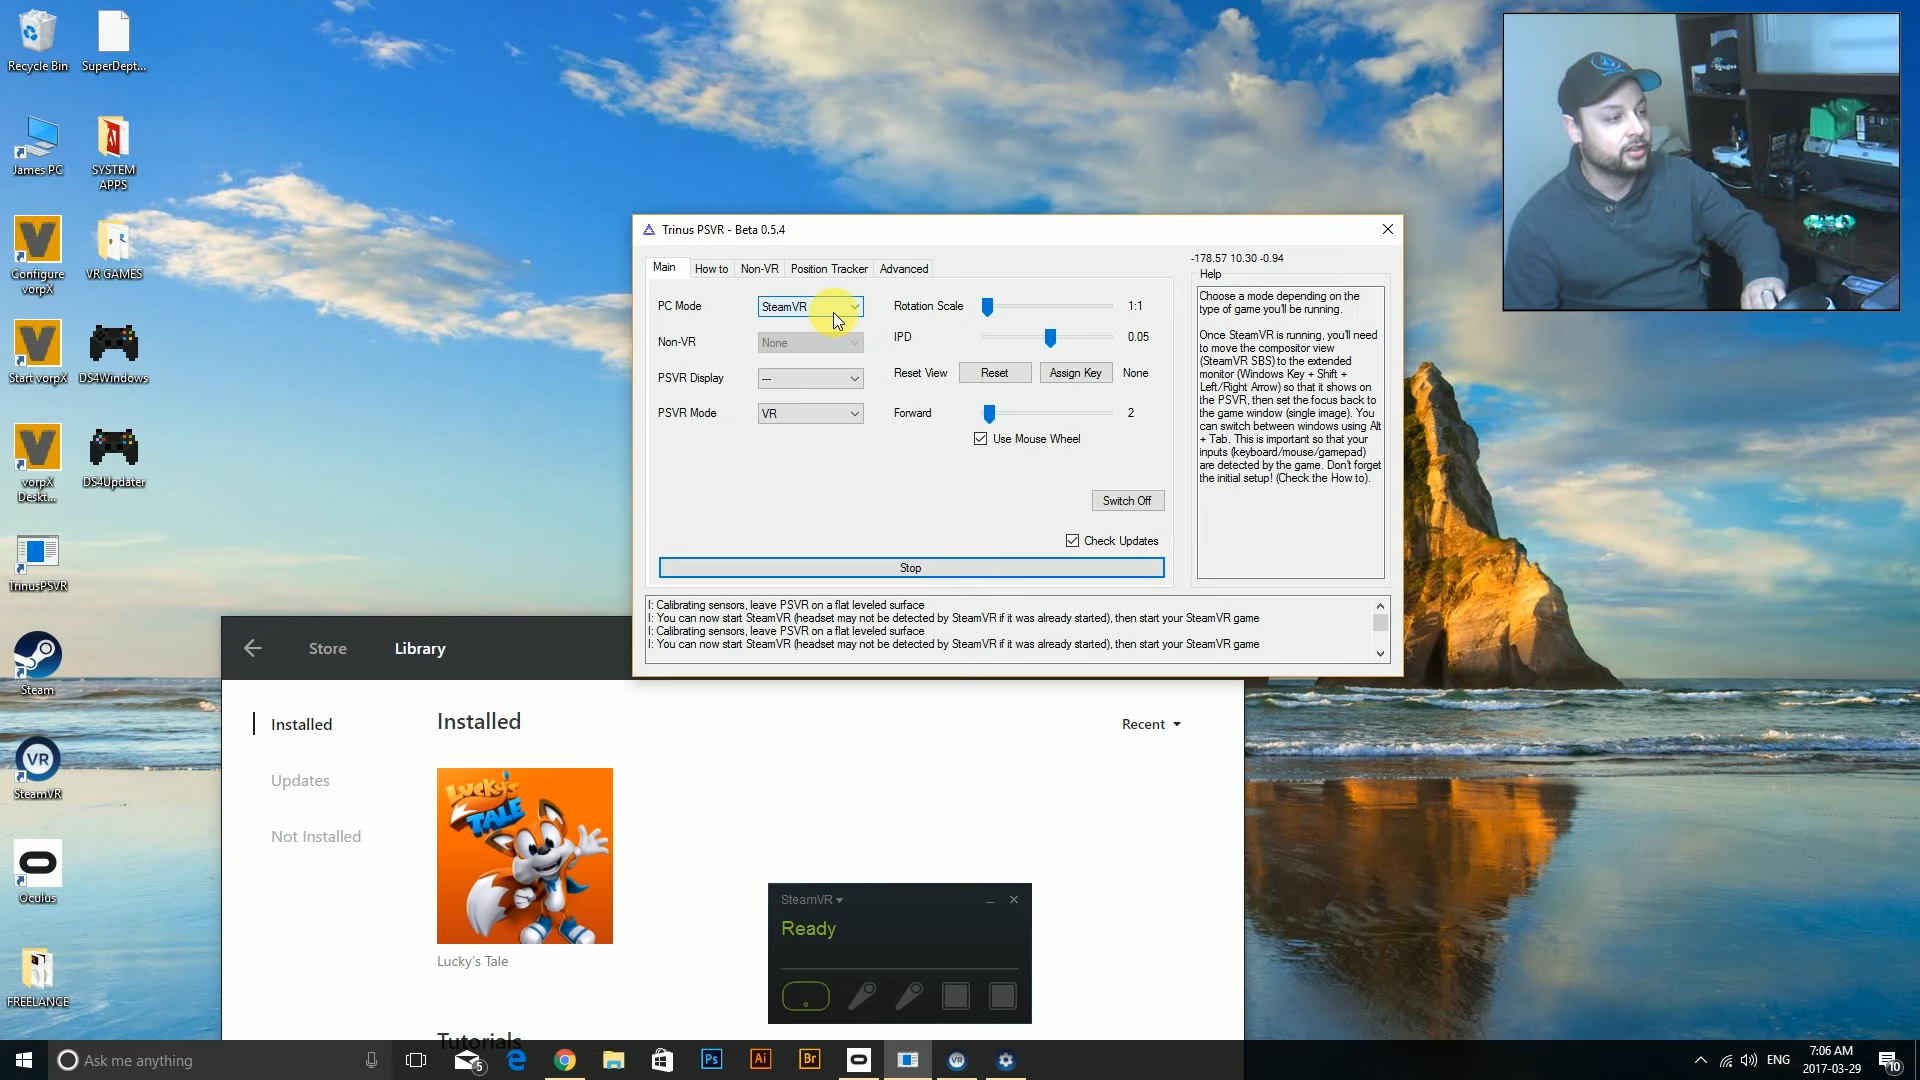 Recycle Bin
SuperDept...
James PC
SYSTEM
APPS
Configure
vorpX
VR GAMES
Start vorpX
DS4Windows
vorpX
Deskt...
DS4Updater
TrinusPSVR
Steam
VR
SteamVR
Oculus
FREELANCE
Trinus PSVR - Beta 0.5.4
Main
How to
Non-VR
Position Tracker
Advanced
PC Mode
SteamVR
Non-VR
None
PSVR Display
---
PSVR Mode
VR
Rotation Scale
1:1
IPD
0.05
Reset View
Reset
Assign Key
None
Forward
2
Use Mouse Wheel
Switch Off
Check Updates
Stop
-178.57 10.30 -0.94
Help
Choose a mode depending on the
type of game you'll be running.
Once SteamVR is running, you'll need
to move the compositor view
(SteamVR SBS) to the extended
monitor (Windows Key + Shift +
Left/Right Arrow) so that it shows on
the PSVR, then set the focus back to
the game window (single image). You
can switch between windows using Alt
+ Tab. This is important so that your
inputs (keyboard/mouse/gamepad)
are detected by the game. Don't forget
the initial setup! (Check the How to).
I: Calibrating sensors, leave PSVR on a flat leveled surface
I: You can now start SteamVR (headset may not be detected by SteamVR if it was already started), then start your SteamVR game
I: Calibrating sensors, leave PSVR on a flat leveled surface
I: You can now start SteamVR (headset may not be detected by SteamVR if it was already started), then start your SteamVR game
Store
Library
Installed
Updates
Not Installed
Installed
Recent
LUCKY'S
TALE
Lucky's Tale
Tutorials
SteamVR
Ready
Ask me anything
5
Ps
Ai
Br
VR
ENG
7:06 AM
2017-03-29
10